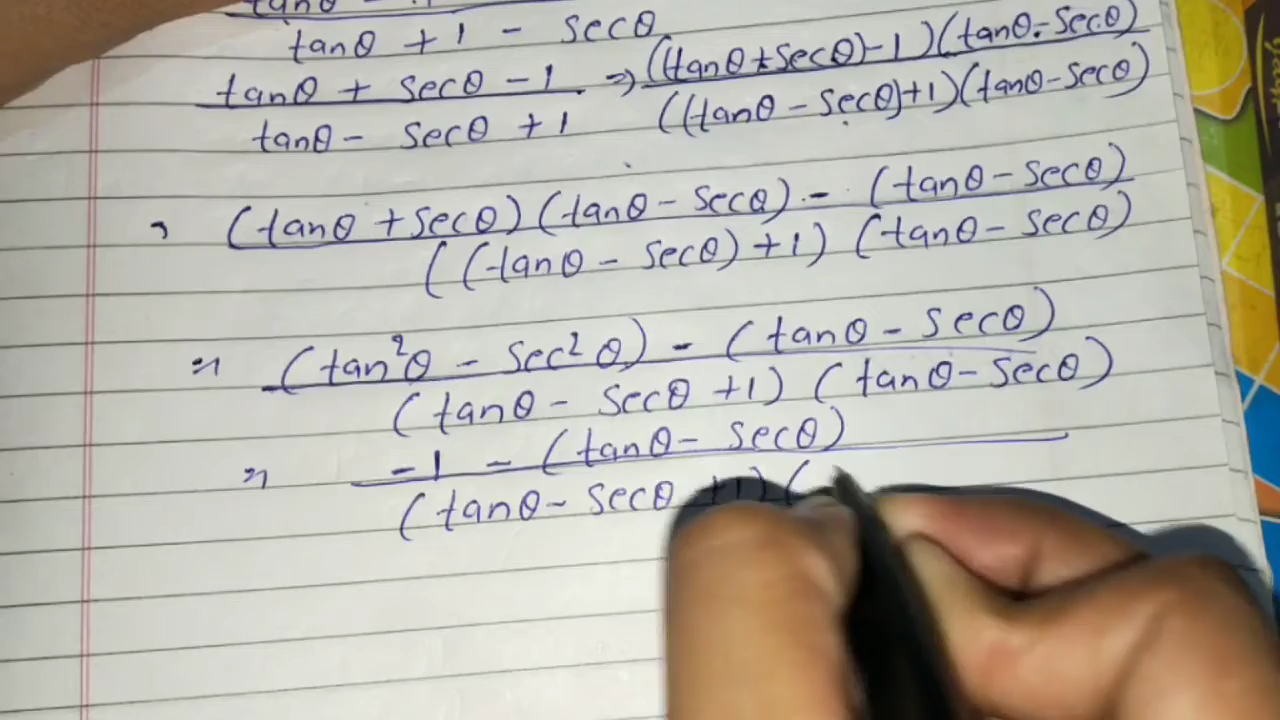 tanθ
tanθ + 1 - secθ
tanθ + secθ - 1 ⇒ ((tanθ + secθ) - 1)(tanθ - secθ)
tanθ - secθ + 1 ((tanθ - secθ) + 1)(tanθ - secθ)
(tanθ + secθ)(tanθ - secθ) - (tanθ - secθ)
((tanθ - secθ) + 1)(tanθ - secθ)
⇒ (tan²θ - sec²θ) - (tanθ - secθ)
(tanθ - secθ + 1)(tanθ - secθ)
⇒ -1 - (tanθ - secθ)
(tanθ - secθ + 1)(